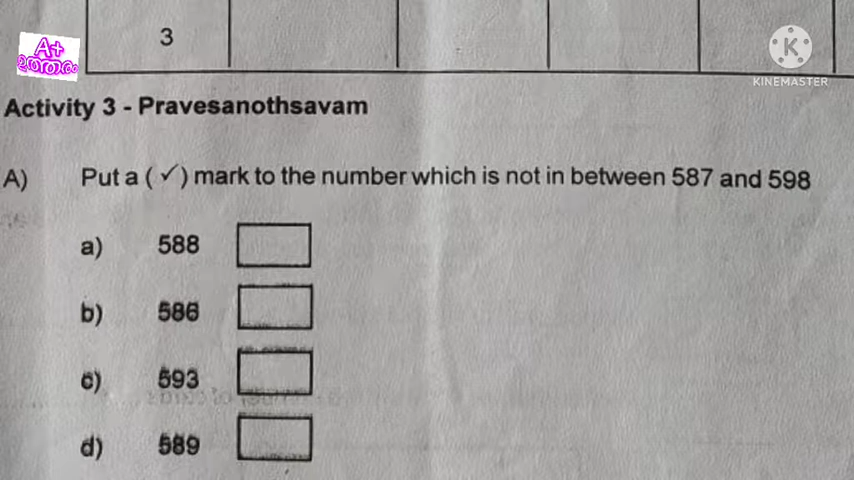 3
A+
KINEMASTER
Activity 3 - Pravesanothsavam
A) Put a ( ✓ ) mark to the number which is not in between 587 and 598
a) 588
b) 586
c) 593
d) 589